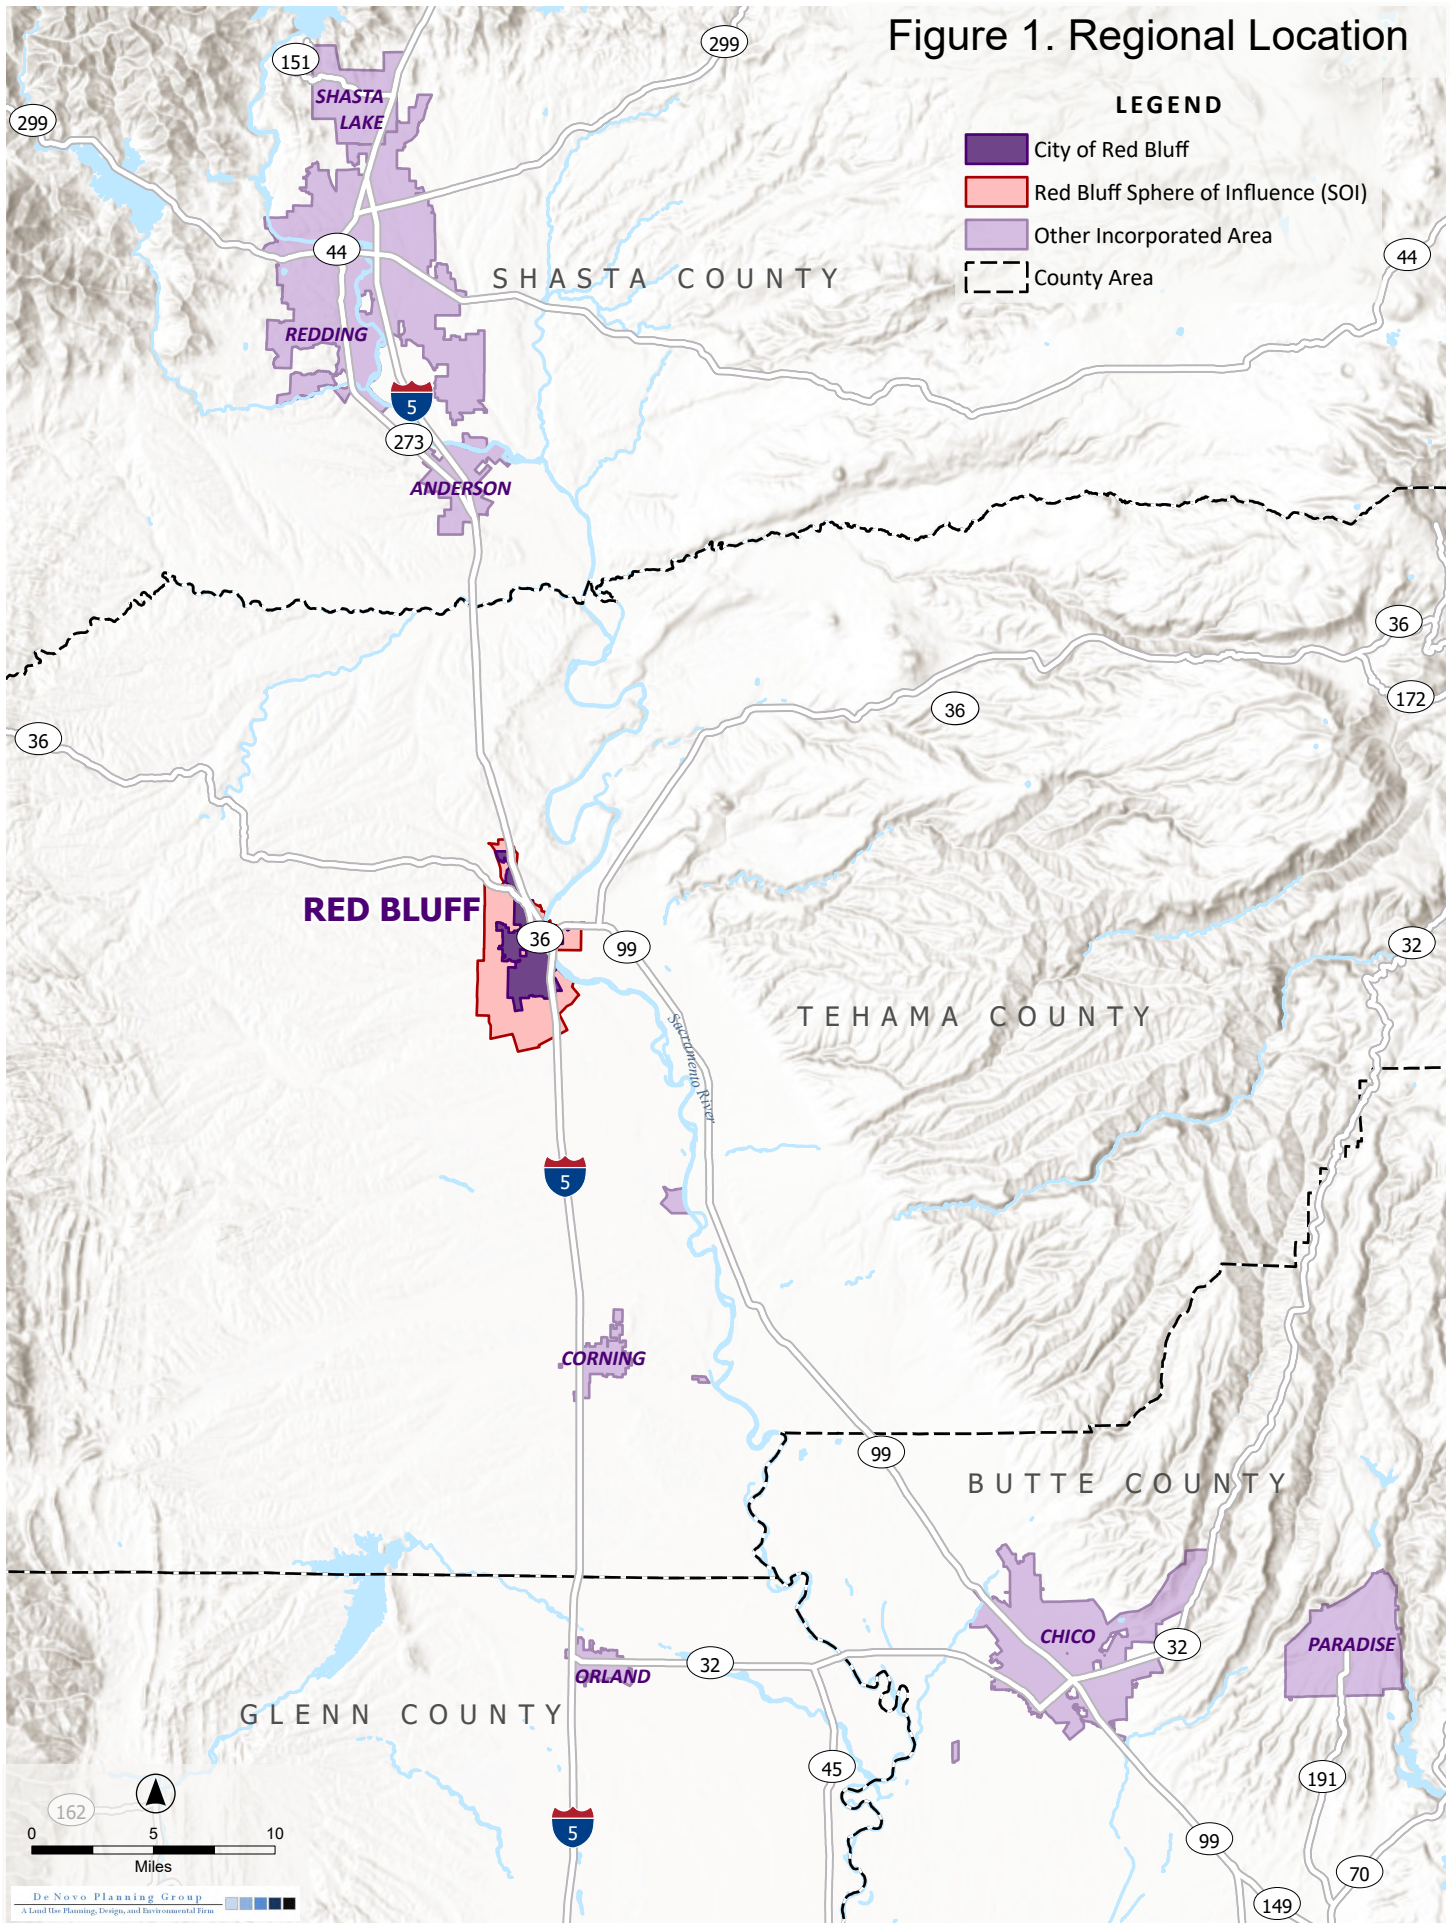 Figure 1. Regional Location
LEGEND
City of Red Bluff
Red Bluff Sphere of Influence (SOI)
Other Incorporated Area
County Area
299
151
SHASTA
LAKE
299
44
44
SHASTA COUNTY
REDDING
5
273
ANDERSON
36
172
36
36
RED BLUFF
36
99
32
TEHAMA COUNTY
Sacramento River
5
CORNING
99
BUTTE COUNTY
CHICO
32
PARADISE
ORLAND
32
GLENN COUNTY
45
191
162
0 5 10
Miles
5
99
70
149
De Novo Planning Group
A Land Use Planning, Design, and Environmental Firm